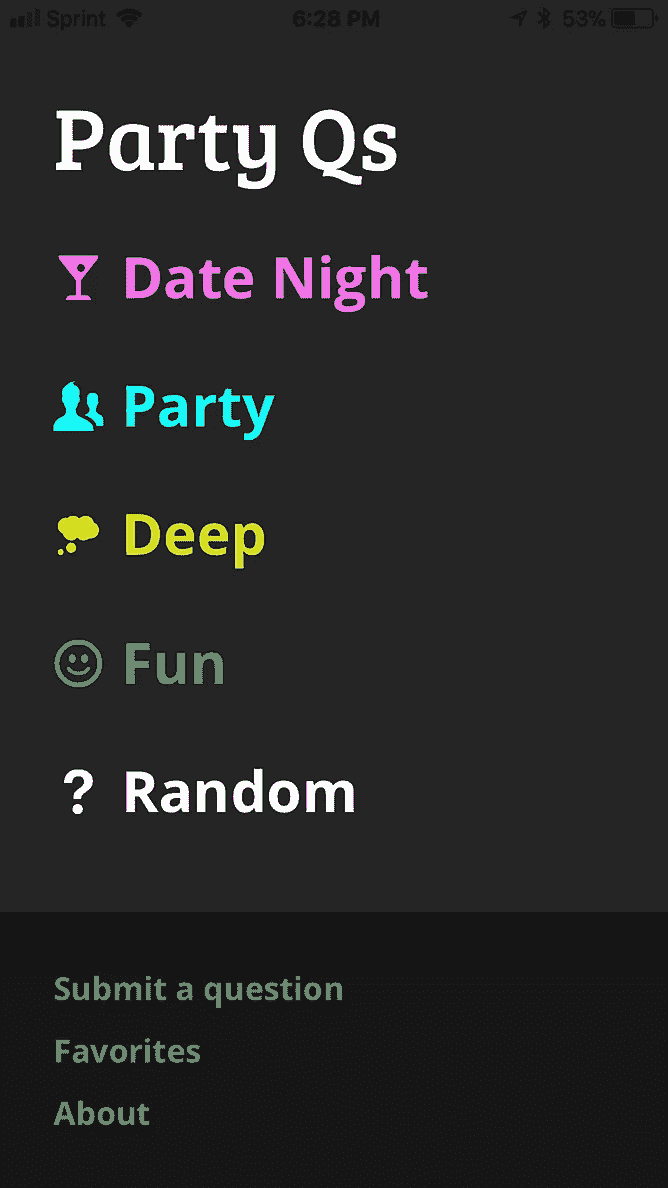 Sprint 6:28 PM 53%
Party Qs
Date Night
Party
Deep
Fun
? Random
Submit a question
Favorites
About